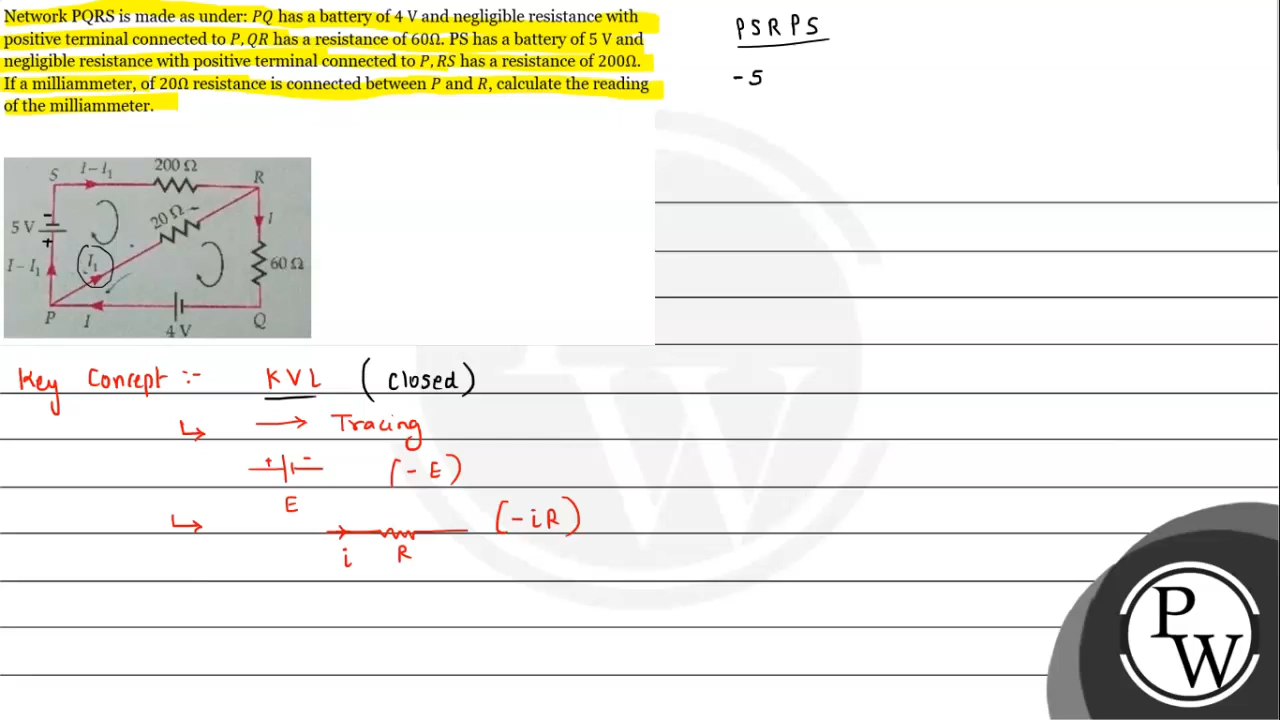 Network PQRS is made as under: PQ has a battery of 4 V and negligible resistance with
positive terminal connected to P, QR has a resistance of 60Ω. PS has a battery of 5 V and
negligible resistance with positive terminal connected to P, RS has a resistance of 200Ω.
If a milliammeter, of 20Ω resistance is connected between P and R, calculate the reading
of the milliammeter.
P S R P S
- 5
S I - I₁ 200 Ω R
5 V - + 20 Ω - I
I - I₁ I₁ 60 Ω
P I 4 V Q
Key Concept :- KVL (closed)
↳ → Tracing
+ - (- E)
E
↳ (- iR)
i R
P
W